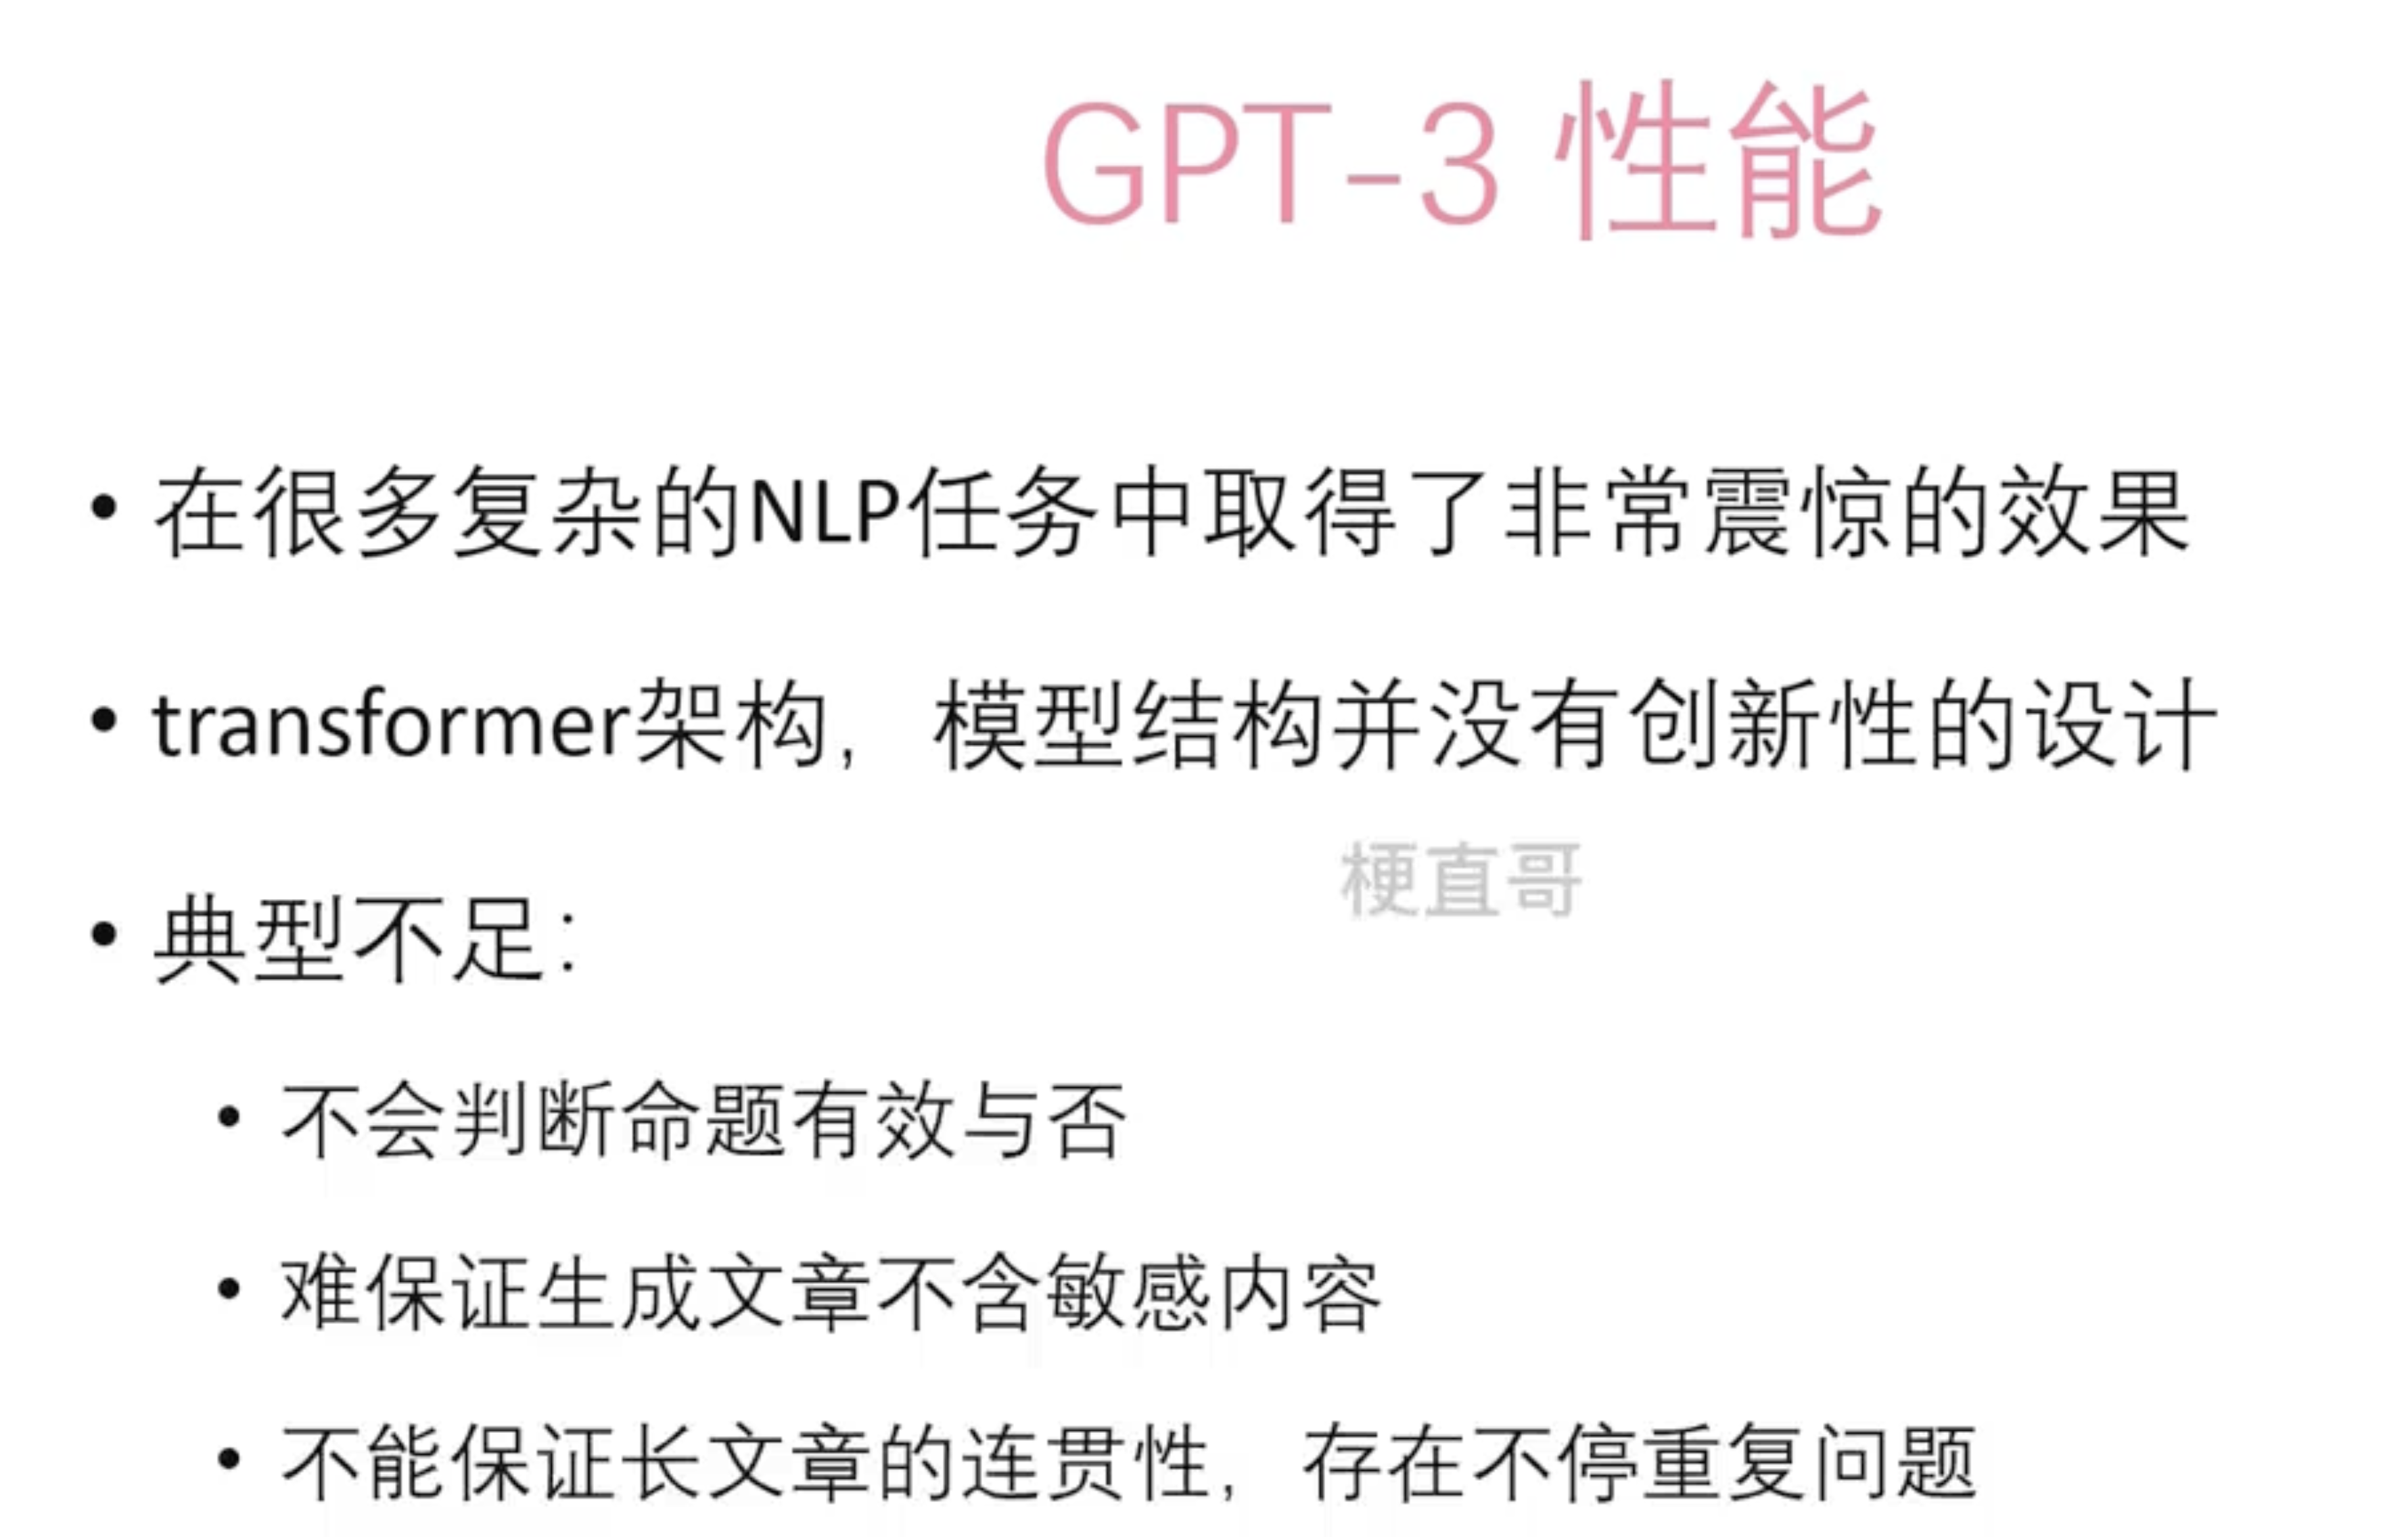 GPT-3 性能
• 在很多复杂的NLP任务中取得了非常震惊的效果
• transformer架构，模型结构并没有创新性的设计
梗直哥
• 典型不足：
• 不会判断命题有效与否
• 难保证生成文章不含敏感内容
• 不能保证长文章的连贯性，存在不停重复问题